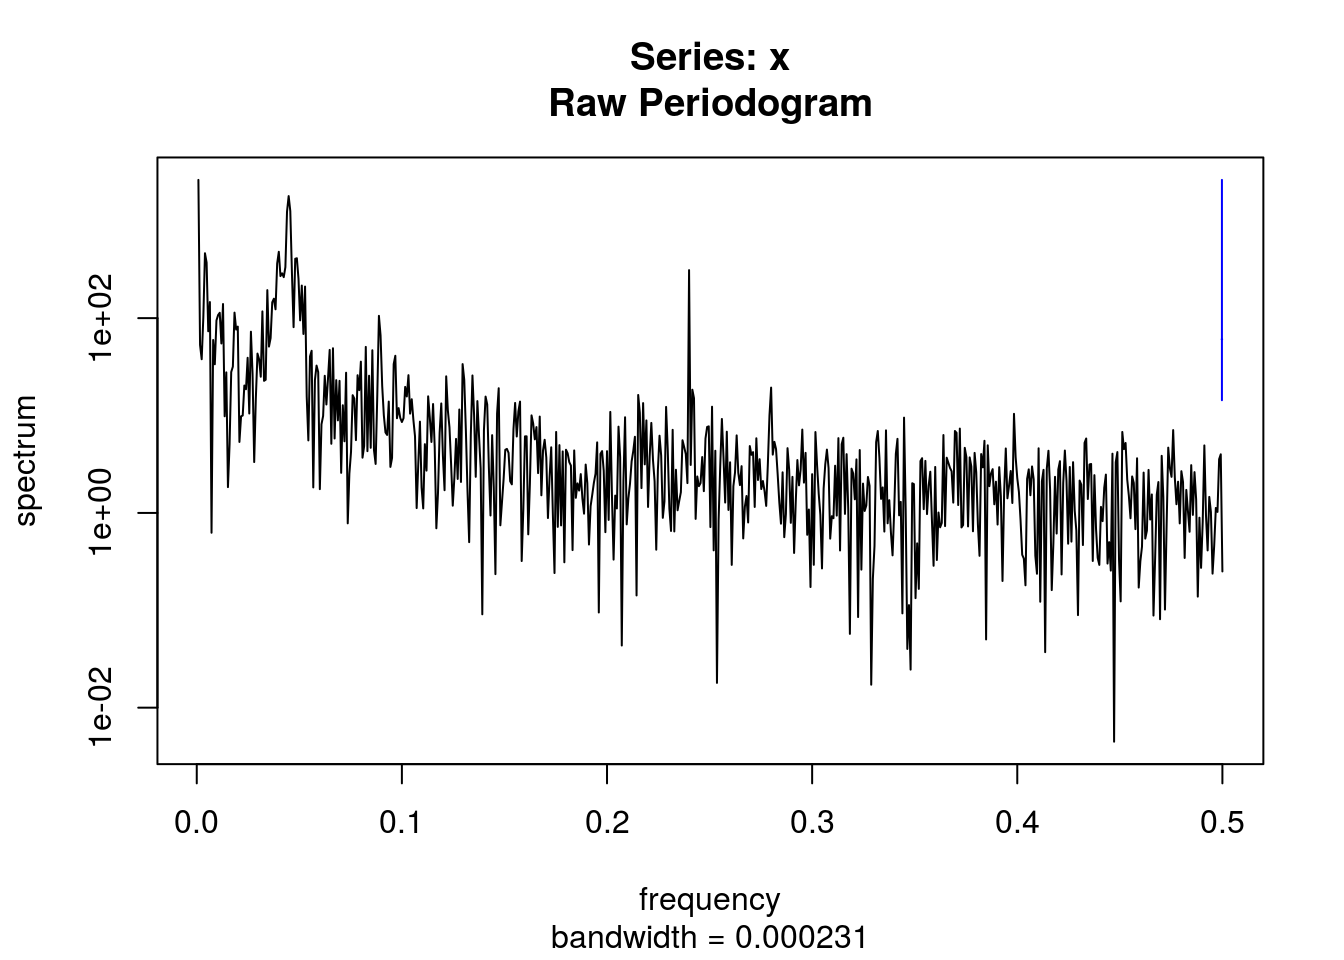 Series: x
Raw Periodogram
spectrum
1e+02
1e+00
1e-02
0.0 0.1 0.2 0.3 0.4 0.5
frequency
bandwidth = 0.000231